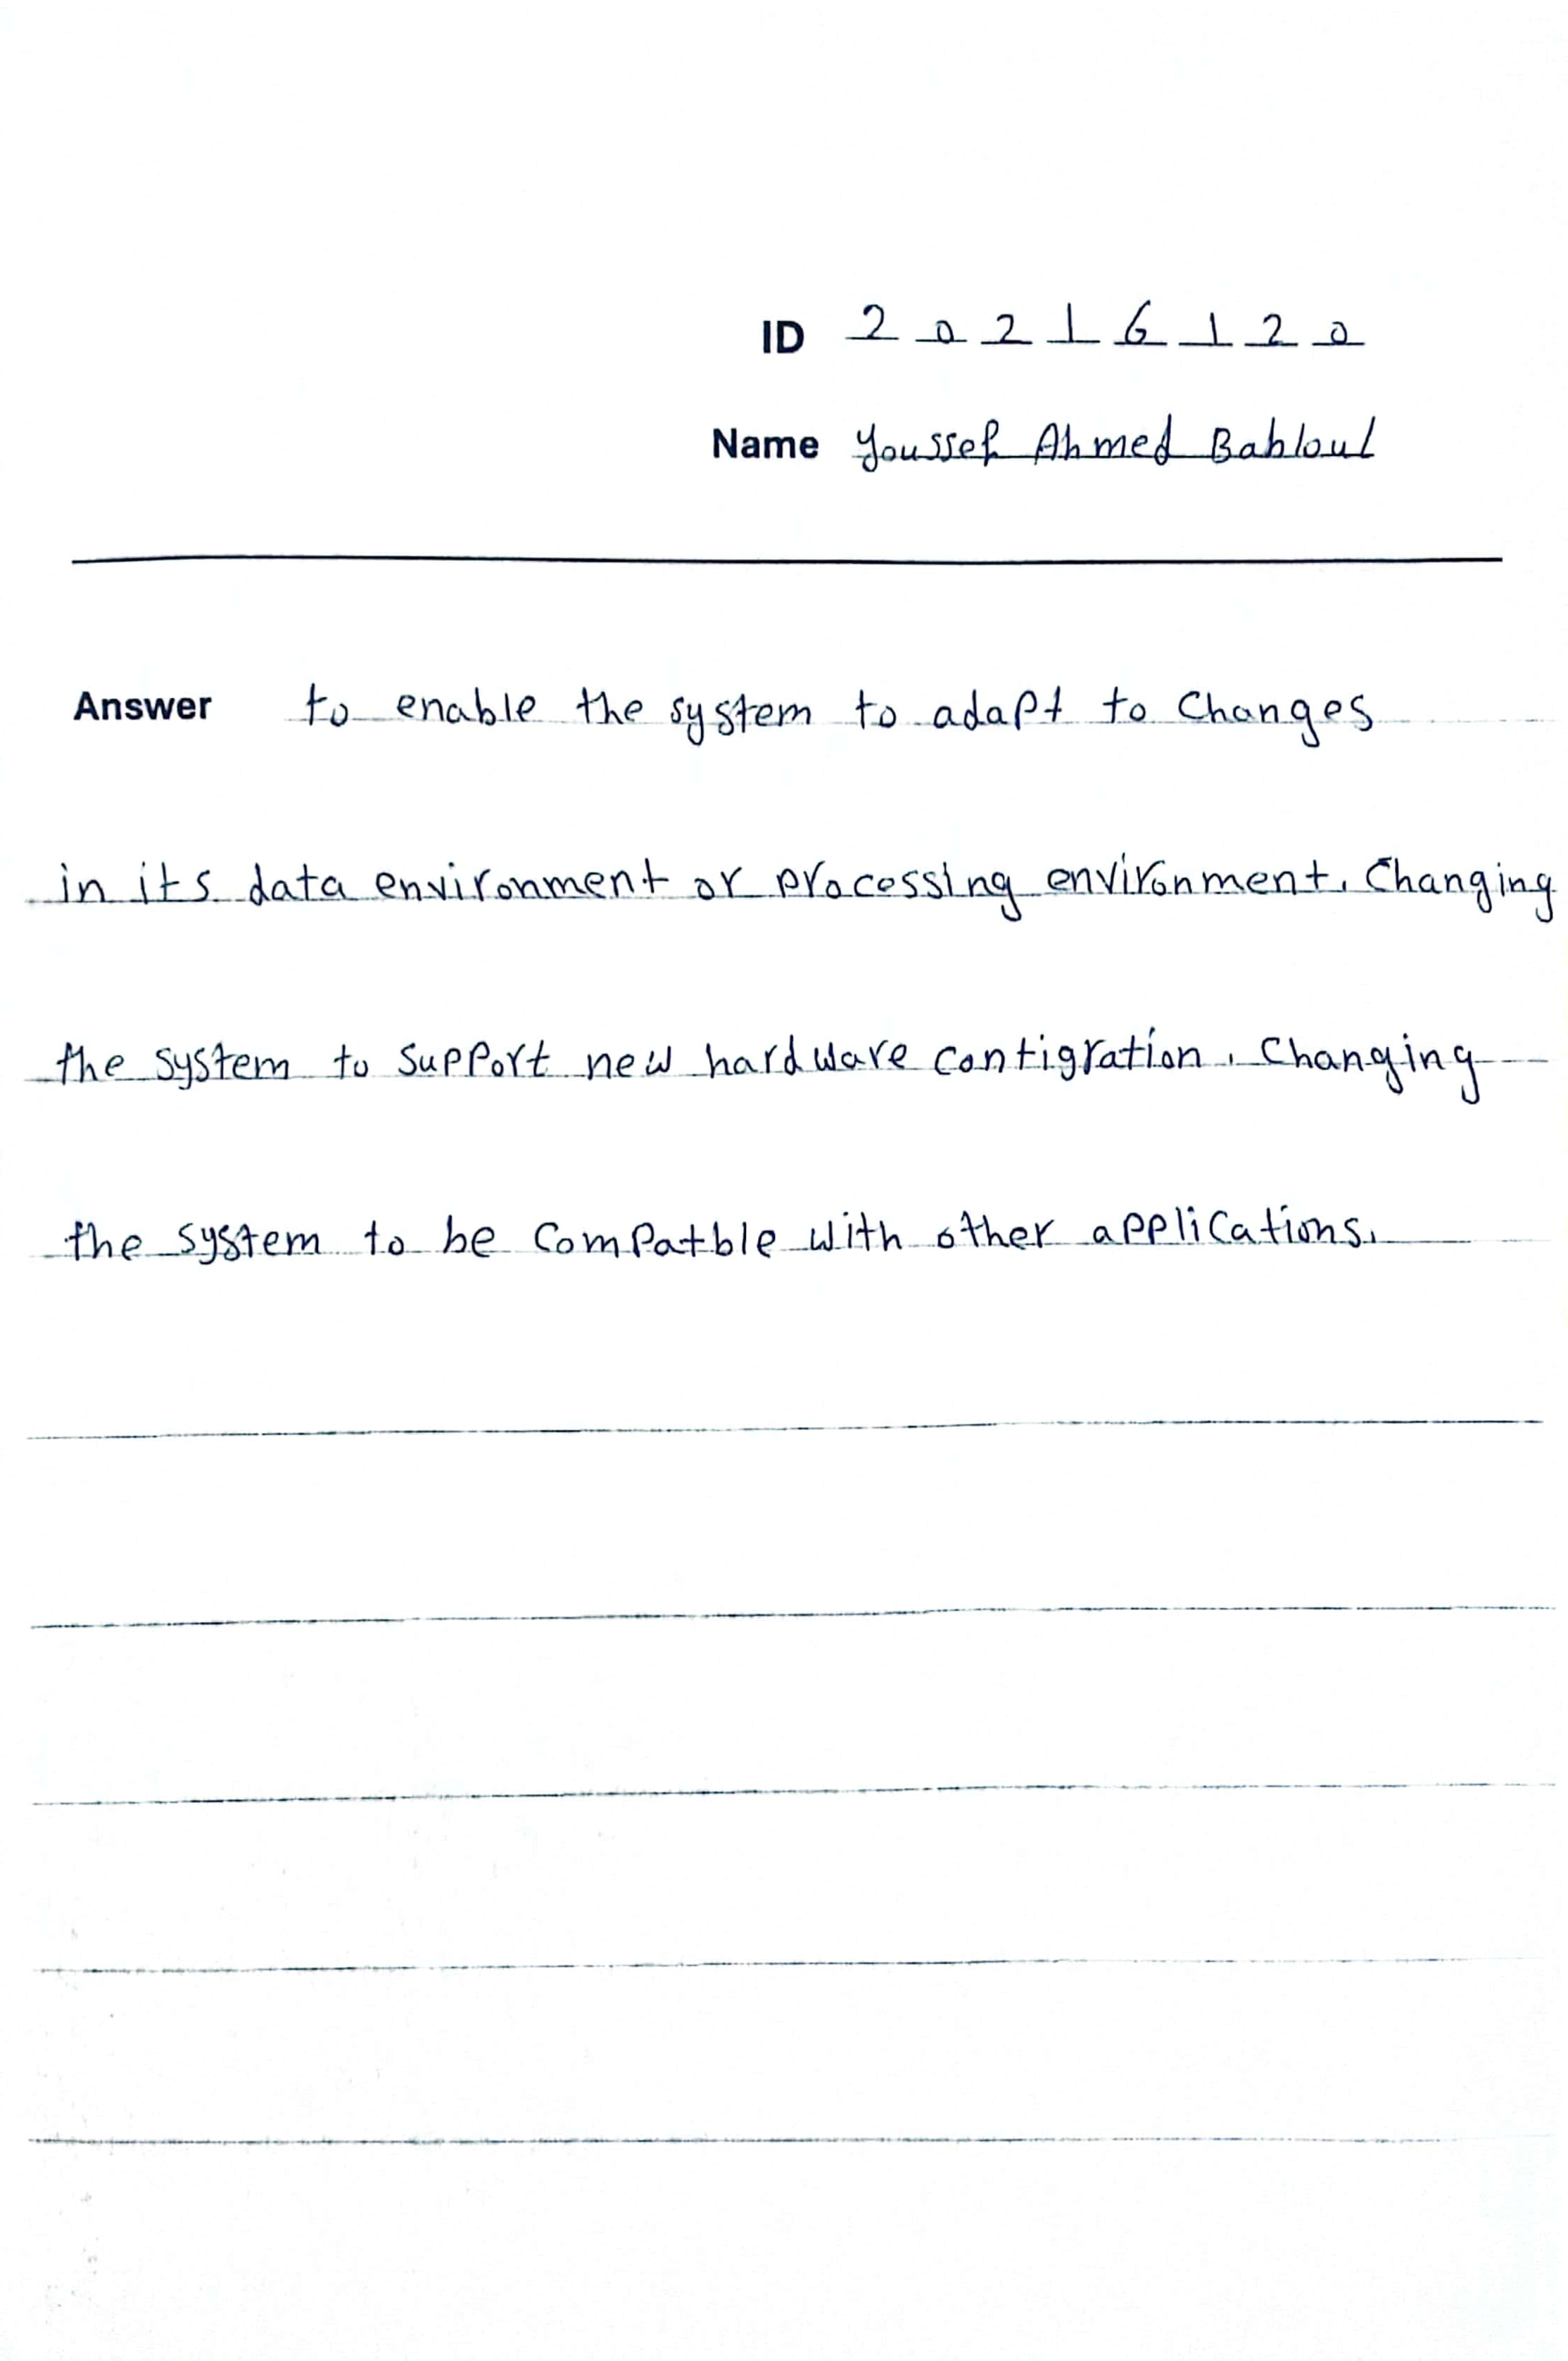 ID 20216120
Name Youssef Ahmed Bahloul
Answer to enable the system to adapt to Changes
in its data environment or processing environment. Changing
the system to support new hardware contigration. Changing
the system to be Compatble with other applications.